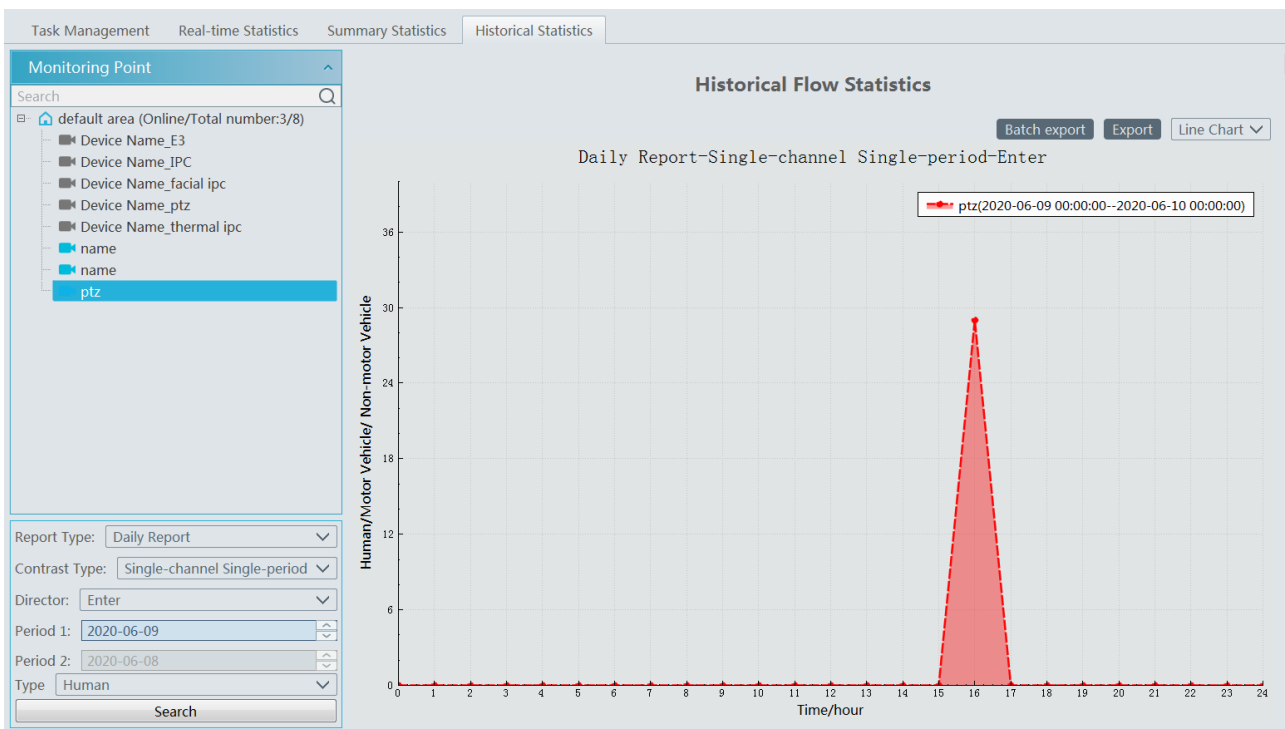 Task Management Real-time Statistics Summary Statistics Historical Statistics
Monitoring Point
Search
default area (Online/Total number:3/8)
Device Name_E3
Device Name_IPC
Device Name_facial ipc
Device Name_ptz
Device Name_thermal ipc
name
name
ptz
Report Type: Daily Report
Contrast Type: Single-channel Single-period
Director: Enter
Period 1: 2020-06-09
Period 2: 2020-06-08
Type Human
Search
Historical Flow Statistics
Batch export Export Line Chart
Daily Report-Single-channel Single-period-Enter
ptz(2020-06-09 00:00:00--2020-06-10 00:00:00)
Human/Motor Vehicle/ Non-motor Vehicle
36
30
24
18
12
6
0
0 1 2 3 4 5 6 7 8 9 10 11 12 13 14 15 16 17 18 19 20 21 22 23 24
Time/hour